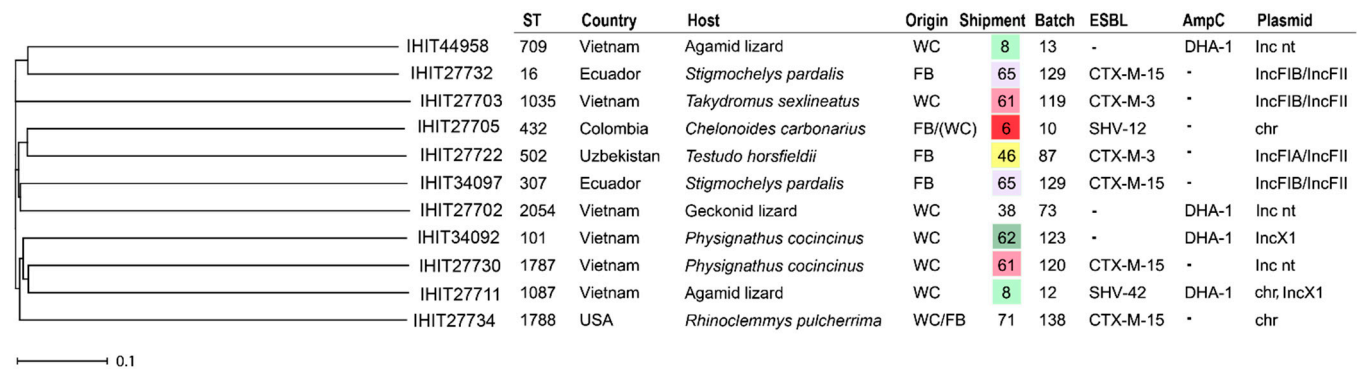 ST Country Host Origin Shipment Batch ESBL AmpC Plasmid
IHIT44958 709 Vietnam Agamid lizard WC 8 13 - DHA-1 Inc nt
IHIT27732 16 Ecuador Stigmochelys pardalis FB 65 129 CTX-M-15 - IncFIB/IncFII
IHIT27703 1035 Vietnam Takydromus sexlineatus WC 61 119 CTX-M-3 - IncFIB/IncFII
IHIT27705 432 Colombia Chelonoides carbonarius FB/(WC) 6 10 SHV-12 - chr
IHIT27722 502 Uzbekistan Testudo horsfieldii FB 46 87 CTX-M-3 - IncFIA/IncFII
IHIT34097 307 Ecuador Stigmochelys pardalis FB 65 129 CTX-M-15 - IncFIB/IncFII
IHIT27702 2054 Vietnam Geckonid lizard WC 38 73 - DHA-1 Inc nt
IHIT34092 101 Vietnam Physignathus cocincinus WC 62 123 - DHA-1 IncX1
IHIT27730 1787 Vietnam Physignathus cocincinus WC 61 120 CTX-M-15 - Inc nt
IHIT27711 1087 Vietnam Agamid lizard WC 8 12 SHV-42 DHA-1 chr, IncX1
IHIT27734 1788 USA Rhinoclemmys pulcherrima WC/FB 71 138 CTX-M-15 - chr
0.1